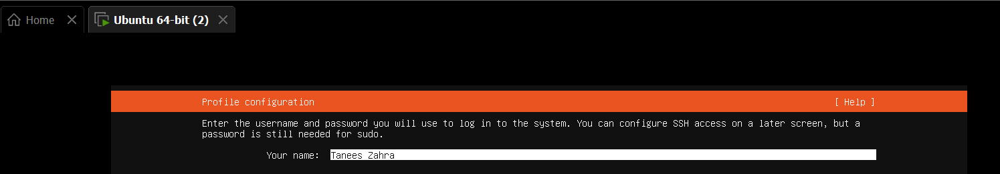 Home
Ubuntu 64-bit (2)
Profile configuration [ Help ]
Enter the username and password you will use to log in to the system. You can configure SSH access on a later screen, but a
password is still needed for sudo.
Your name: Tanees Zahra